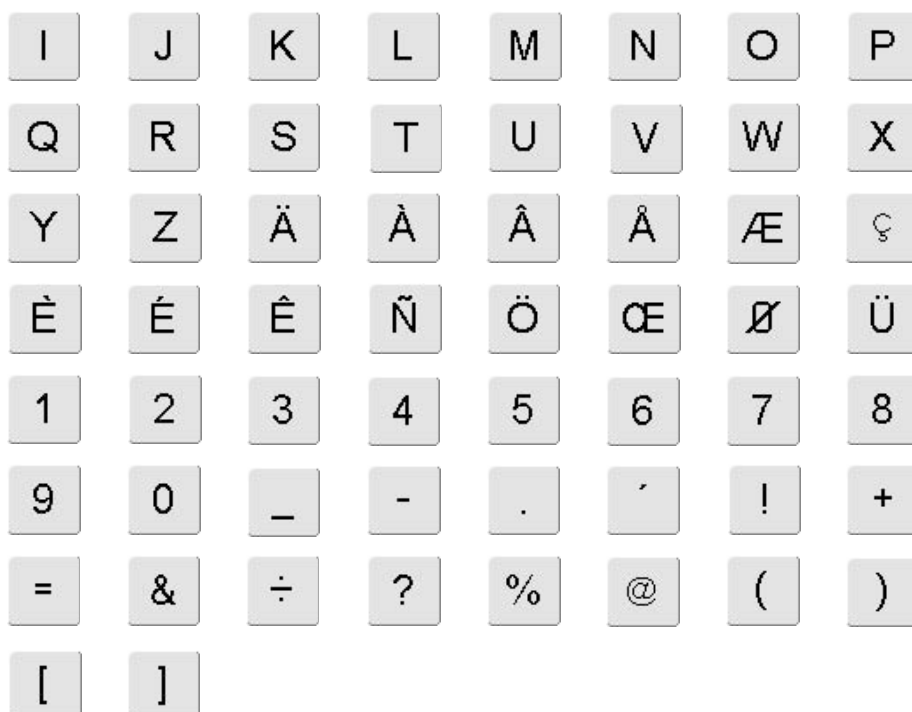 I J K L M N O P
Q R S T U V W X
Y Z Ä À Â Å Æ ç
È É Ê Ñ Ö Œ Ø Ü
1 2 3 4 5 6 7 8
9 0 _ - . ´ ! +
= & ÷ ? % @ ( )
[ ]